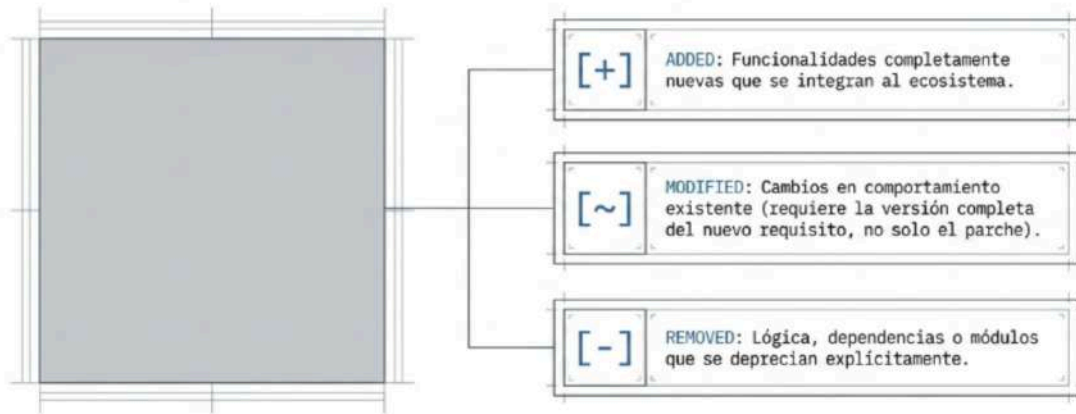 [+]
ADDED: Funcionalidades completamente
nuevas que se integran al ecosistema.
[~]
MODIFIED: Cambios en comportamiento
existente (requiere la versión completa
del nuevo requisito, no solo el parche).
[-]
REMOVED: Lógica, dependencias o módulos
que se deprecian explícitamente.